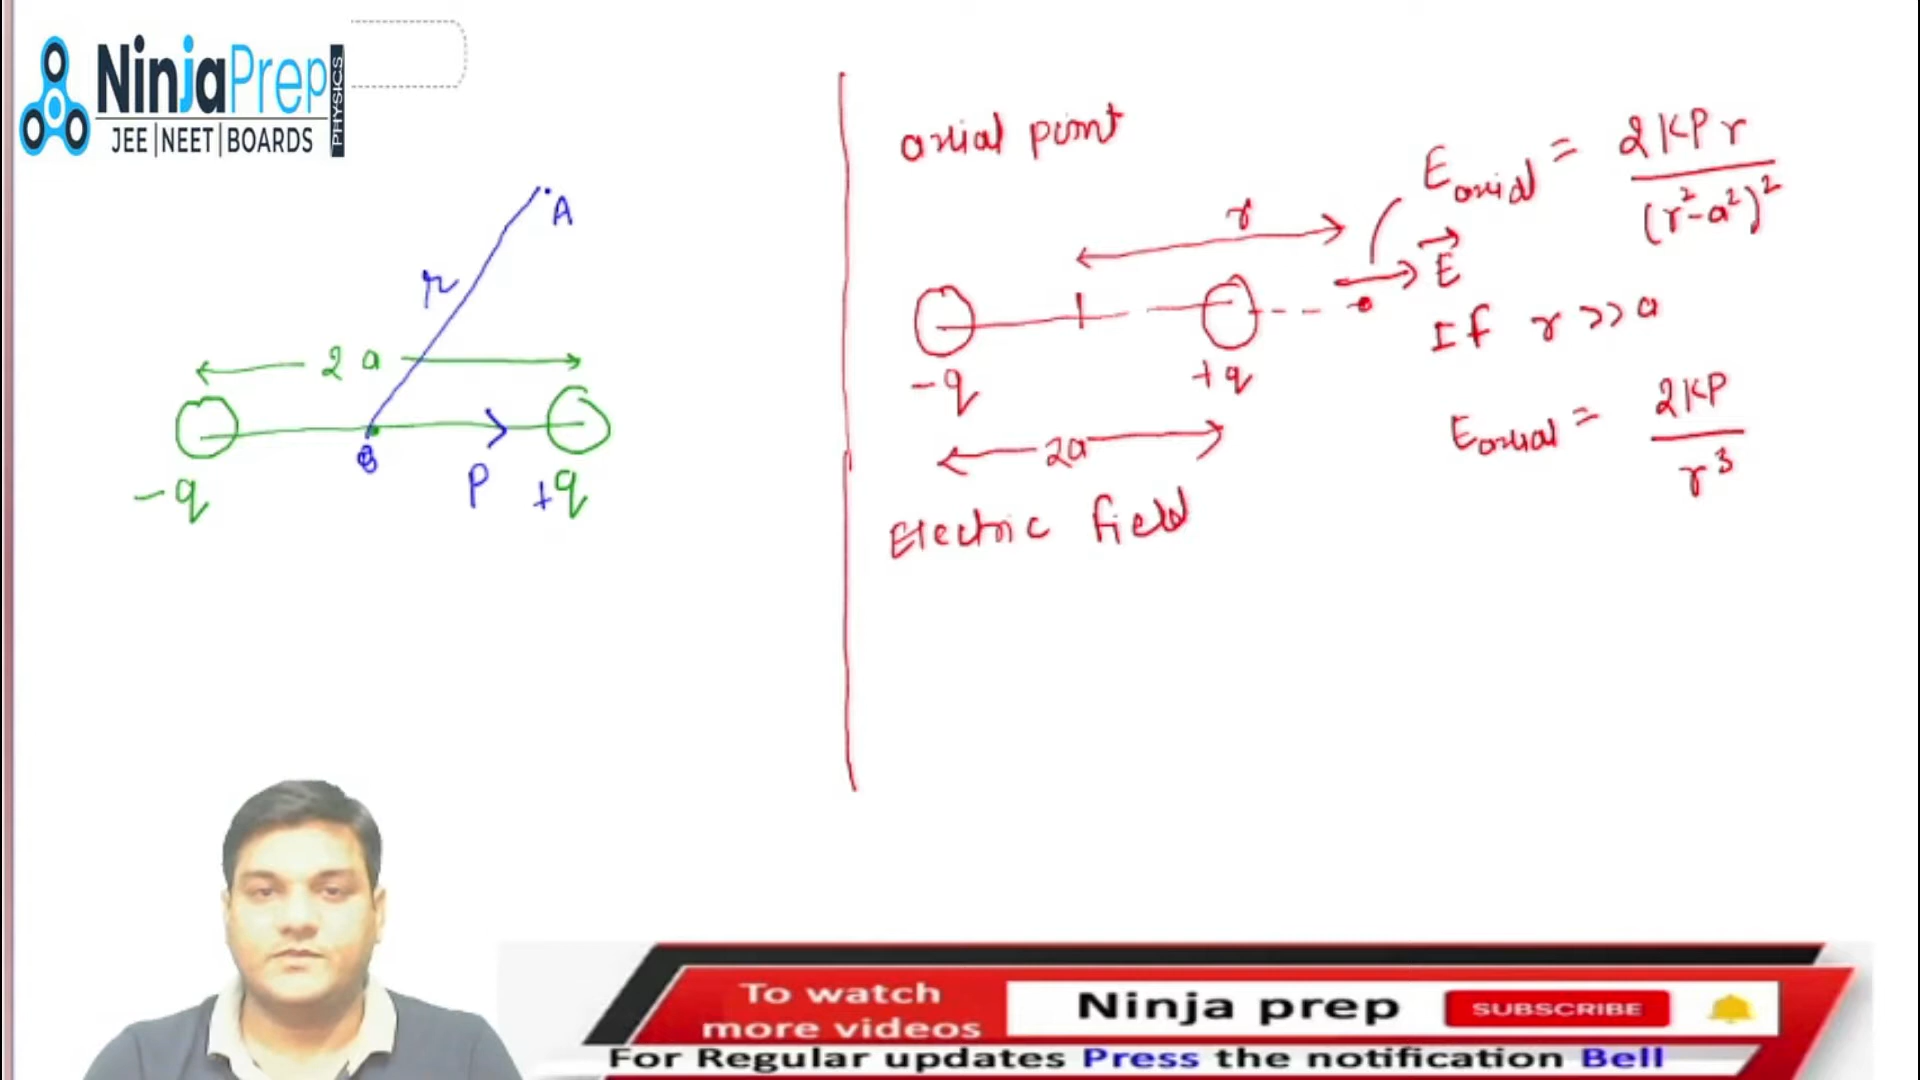 NinjaPrep
PHYSICS
JEE|NEET|BOARDS
A
r
2a
B
P
-q
+q
axial point
E axial = 2KPr / (r²-a²)²
r
E
If r >> a
-q
+q
E axial = 2KP / r³
2a
Electric field
To watch
more videos
Ninja prep
SUBSCRIBE
For Regular updates Press the notification Bell